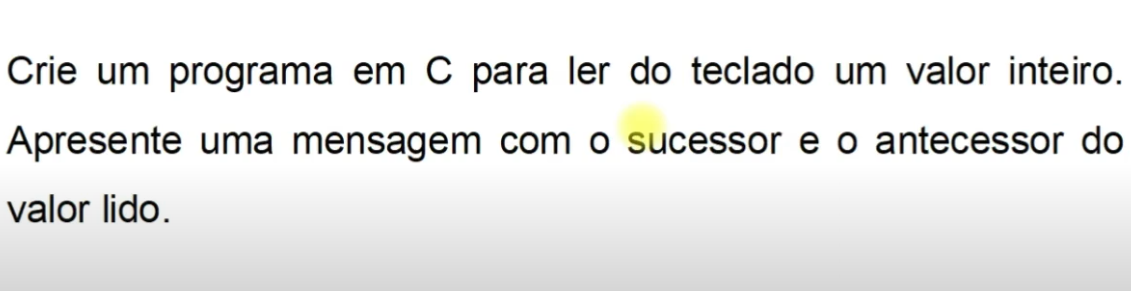 Crie um programa em C para ler do teclado um valor inteiro.
Apresente uma mensagem com o sucessor e o antecessor do
valor lido.